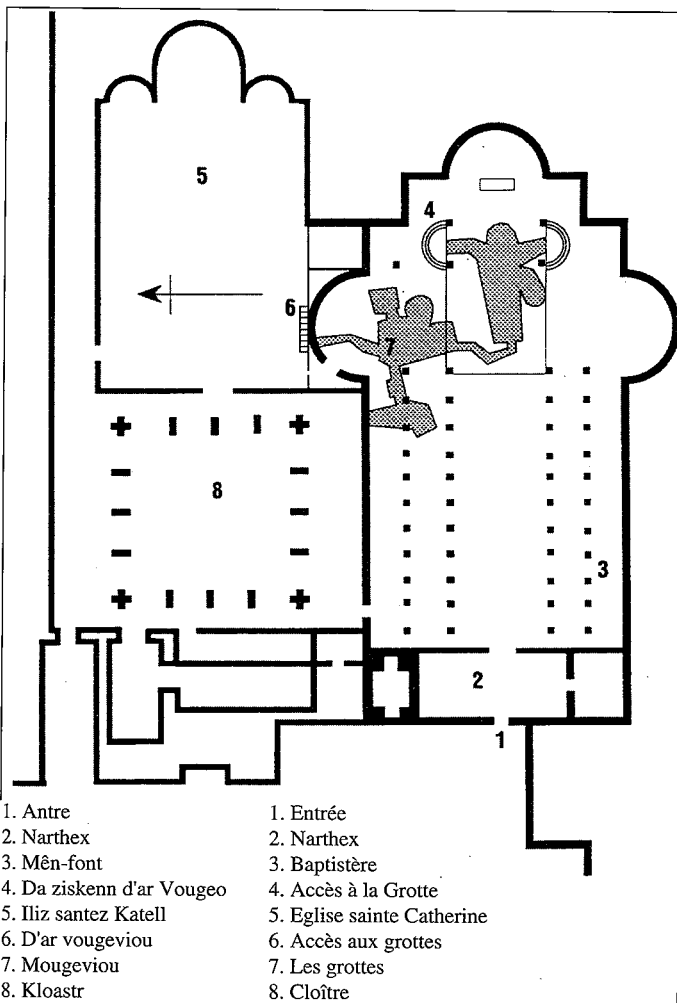 5
4
6
7
8
3
2
1
1. Antre
2. Narthex
3. Mên-font
4. Da ziskenn d'ar Vougeo
5. Iliz santez Katell
6. D'ar vougeviou
7. Mougeviou
8. Kloastr
1. Entrée
2. Narthex
3. Baptistère
4. Accès à la Grotte
5. Eglise sainte Catherine
6. Accès aux grottes
7. Les grottes
8. Cloître